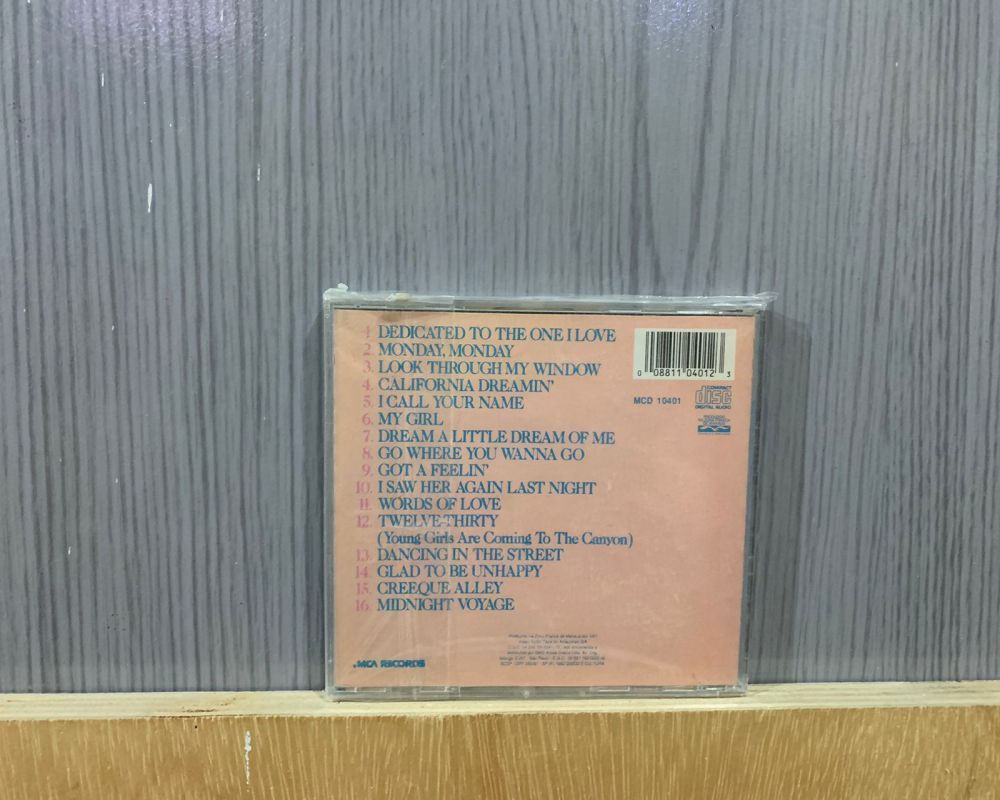 1. DEDICATED TO THE ONE I LOVE
2. MONDAY, MONDAY
3. LOOK THROUGH MY WINDOW
4. CALIFORNIA DREAMIN'
5. I CALL YOUR NAME
6. MY GIRL
7. DREAM A LITTLE DREAM OF ME
8. GO WHERE YOU WANNA GO
9. GOT A FEELIN'
10. I SAW HER AGAIN LAST NIGHT
11. WORDS OF LOVE
12. TWELVE-THIRTY
(Young Girls Are Coming To The Canyon)
13. DANCING IN THE STREET
14. GLAD TO BE UNHAPPY
15. CREEQUE ALLEY
16. MIDNIGHT VOYAGE
0 08811 04012 3
MCD 10401
COMPACT
disc
DIGITAL AUDIO
MCA RECORDS